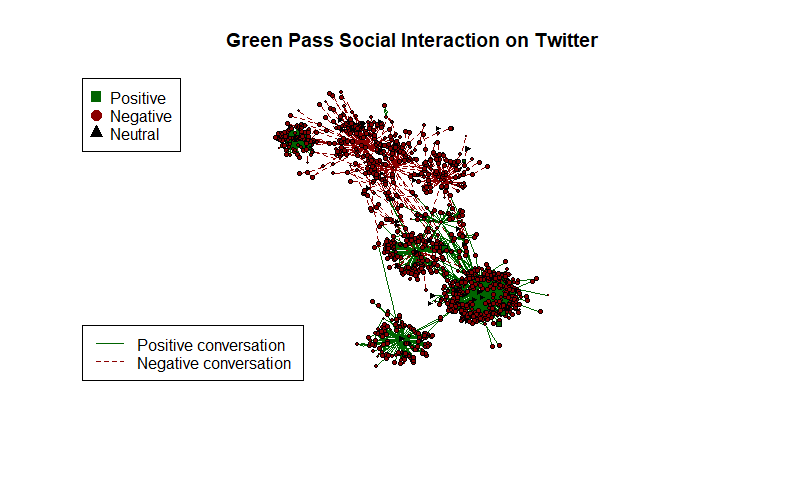 Green Pass Social Interaction on Twitter
Positive
Negative
Neutral
Positive conversation
Negative conversation